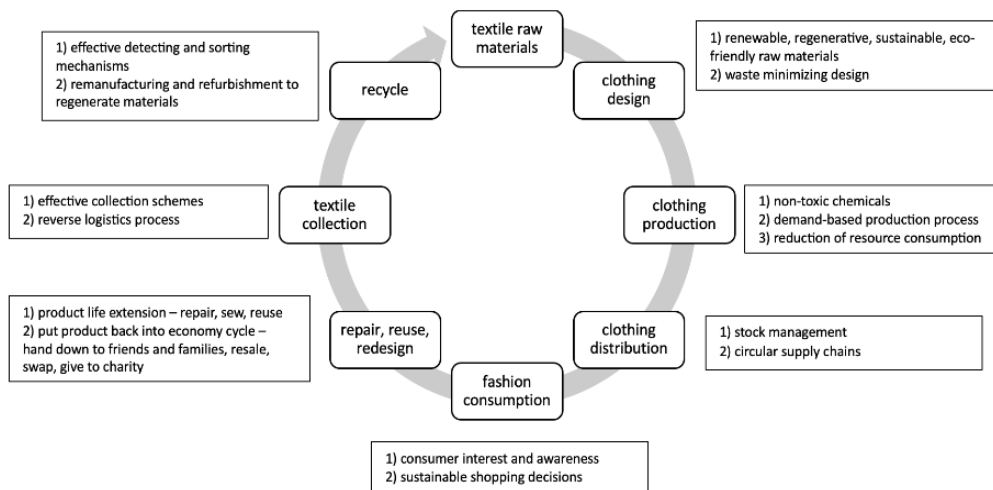 textile raw
materials
1) renewable, regenerative, sustainable, eco-
friendly raw materials
2) waste minimizing design
clothing
design
1) non-toxic chemicals
2) demand-based production process
3) reduction of resource consumption
clothing
production
1) stock management
2) circular supply chains
clothing
distribution
fashion
consumption
1) consumer interest and awareness
2) sustainable shopping decisions
repair, reuse,
redesign
1) product life extension – repair, sew, reuse
2) put product back into economy cycle –
hand down to friends and families, resale,
swap, give to charity
textile
collection
1) effective collection schemes
2) reverse logistics process
recycle
1) effective detecting and sorting
mechanisms
2) remanufacturing and refurbishment to
regenerate materials